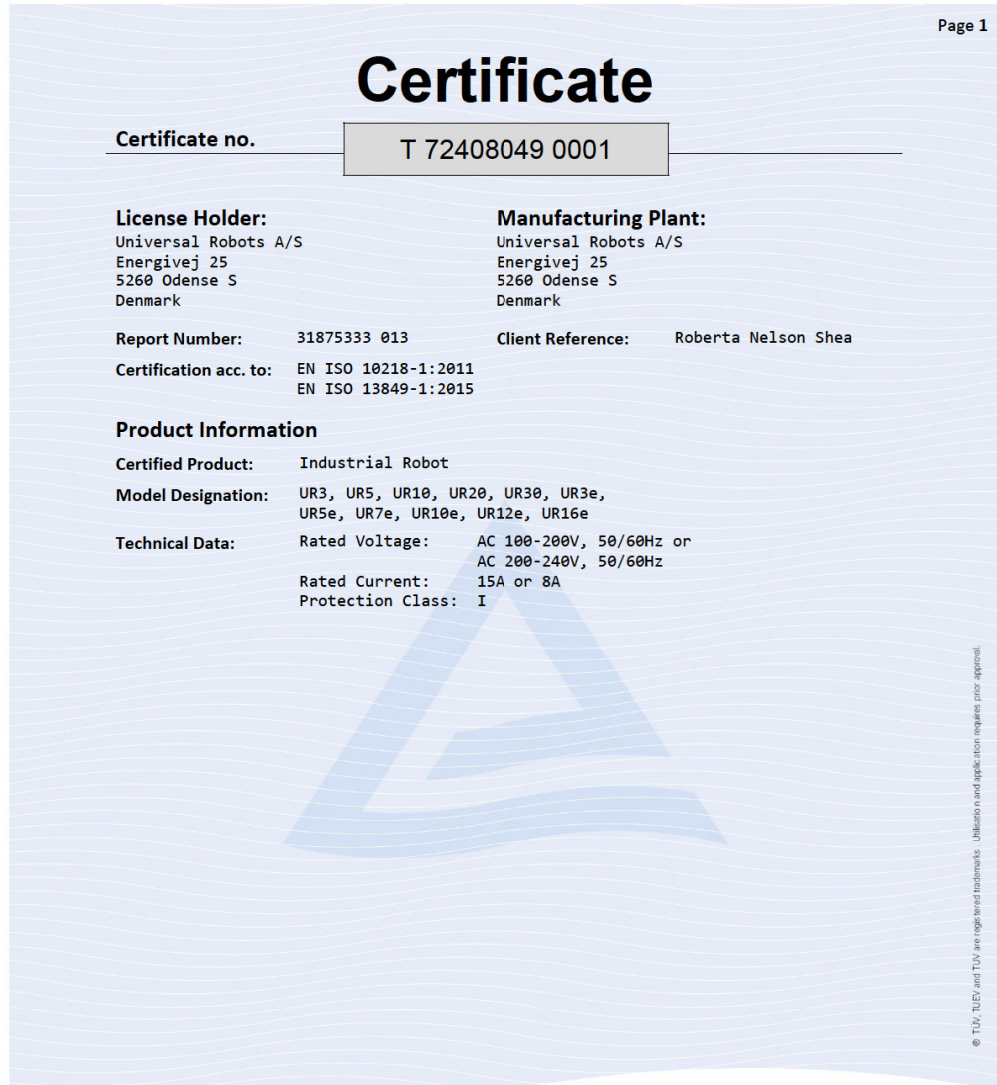 Page 1
Certificate
Certificate no.
T 72408049 0001
License Holder:
Universal Robots A/S
Energivej 25
5260 Odense S
Denmark
Manufacturing Plant:
Universal Robots A/S
Energivej 25
5260 Odense S
Denmark
Report Number: 31875333 013
Client Reference: Roberta Nelson Shea
Certification acc. to: EN ISO 10218-1:2011
EN ISO 13849-1:2015
Product Information
Certified Product: Industrial Robot
Model Designation: UR3, UR5, UR10, UR20, UR30, UR3e,
UR5e, UR7e, UR10e, UR12e, UR16e
Technical Data: Rated Voltage: AC 100-200V, 50/60Hz or
AC 200-240V, 50/60Hz
Rated Current: 15A or 8A
Protection Class: I
® TÜV, TUEV and TUV are registered trademarks. Utilisation and application requires prior approval.